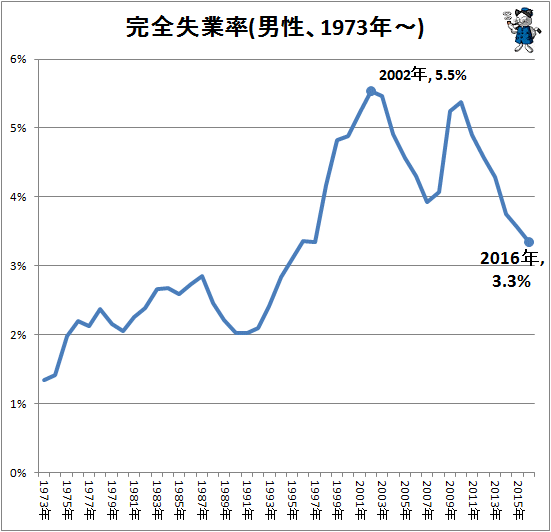 完全失業率(男性、1973年～)
6%
5%
4%
3%
2%
1%
0%
2002年, 5.5%
2016年,
3.3%
1973年
1975年
1977年
1979年
1981年
1983年
1985年
1987年
1989年
1991年
1993年
1995年
1997年
1999年
2001年
2003年
2005年
2007年
2009年
2011年
2013年
2015年